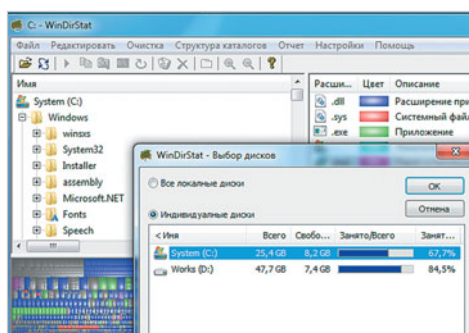 C: - WinDirStat
Файл Редактировать Очистка Структура каталогов Отчет Настройки Помощь
Имя
System (C:)
Windows
winsxs
System32
Installer
assembly
Microsoft.NET
Fonts
Speech
Расши... Цвет Описание
.dll Расширение при
.sys Системный файл
.exe Приложение
WinDirStat - Выбор дисков
Все локальные диски
OK
Индивидуальные диски
Отмена
< Имя Всего Свобо... Занято/Всего Занят...
System (C:) 25,4 GB 8,2 GB 67,7%
Works (D:) 47,7 GB 7,4 GB 84,5%